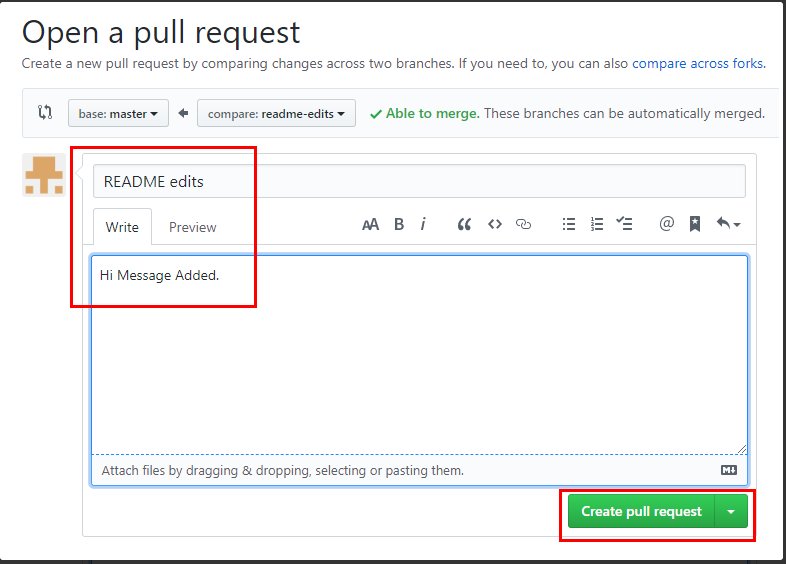 Open a pull request
Create a new pull request by comparing changes across two branches. If you need to, you can also compare across forks.
base: master compare: readme-edits Able to merge. These branches can be automatically merged.
README edits
Write Preview AA B i
Hi Message Added.
Attach files by dragging & dropping, selecting or pasting them. M↓
Create pull request